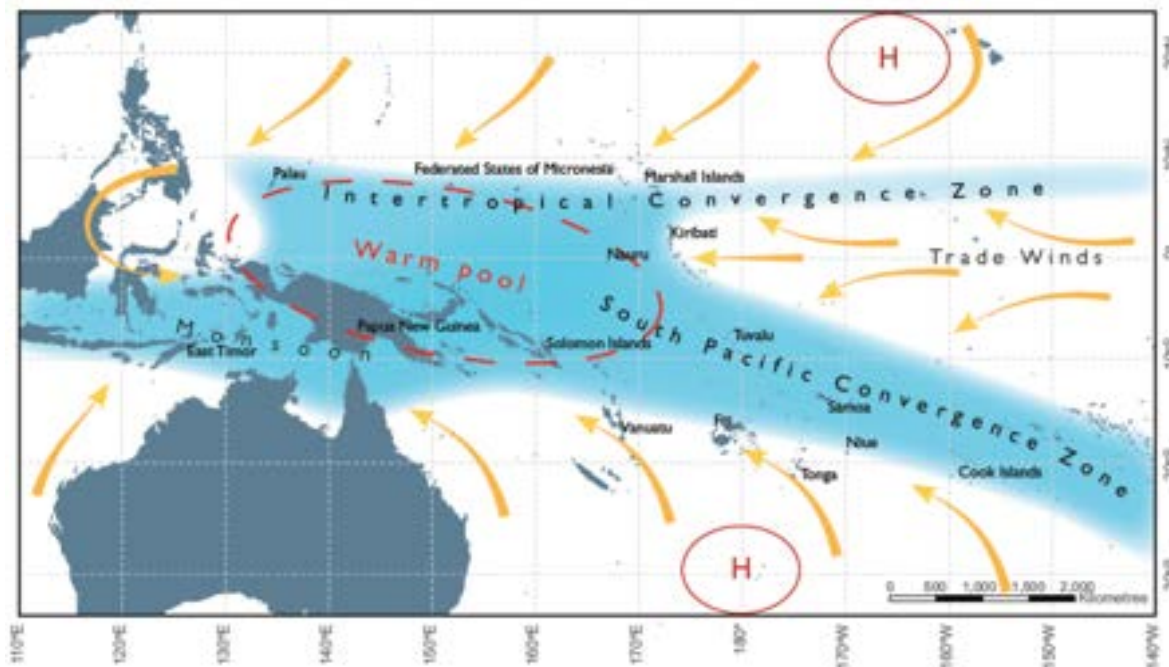 H
20°N
Palau
Federated States of Micronesia
Marshall Islands
Intertropical Convergence Zone
Kiribati
Warm pool
Nauru
Trade Winds
0°
South Pacific Convergence Zone
Monsoon
Papua New Guinea
East Timor
Solomon Islands
Tuvalu
Samoa
Vanuatu
Fiji
Niue
Tonga
Cook Islands
H
0 500 1,000 1,500 2,000
Kilometres
110°E 120°E 130°E 140°E 150°E 160°E 170°E 180° 170°W 160°W 150°W